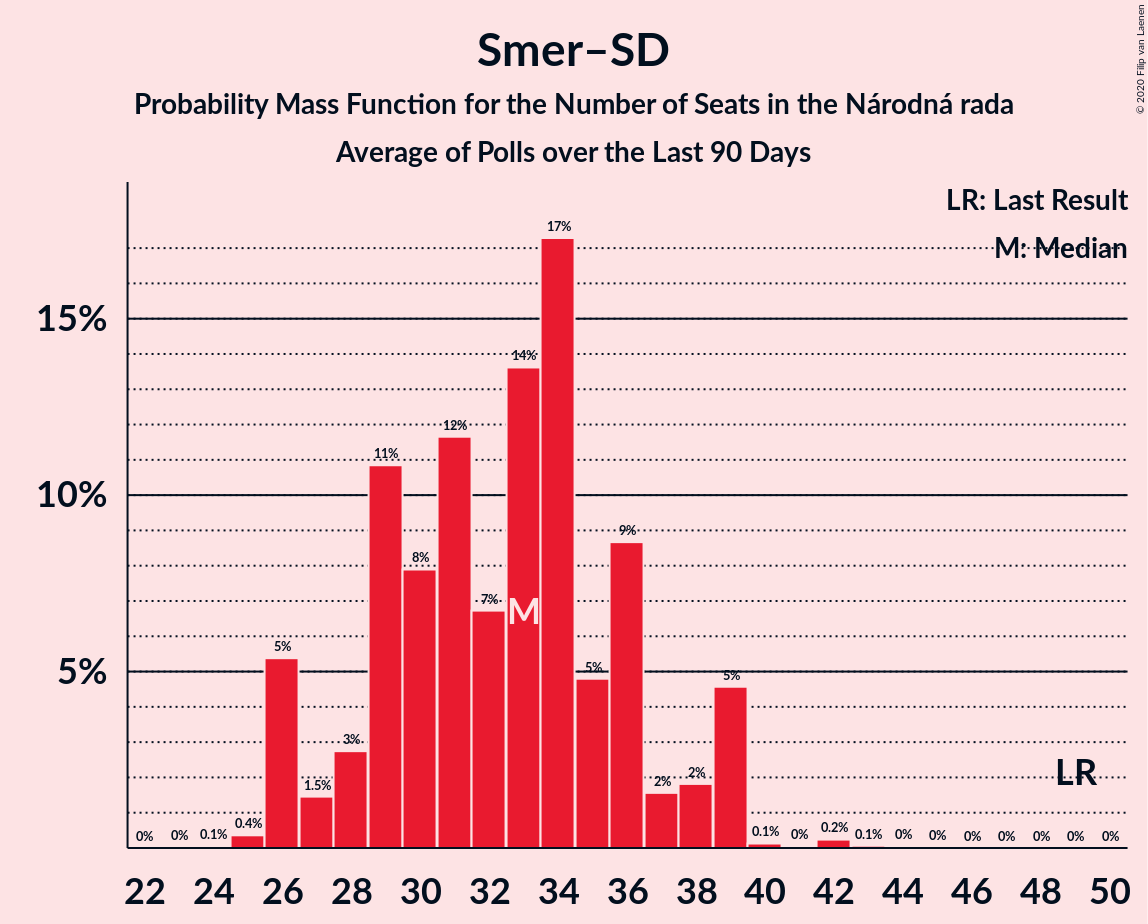 © 2020 Filip van Laenen
Smer–SD
Probability Mass Function for the Number of Seats in the Národná rada
Average of Polls over the Last 90 Days
LR: Last Result
M: Median
15%
10%
5%
0% 0% 0.1% 0.4% 5% 1.5% 3% 11% 8% 12% 7% 14% 17% 5% 9% 2% 2% 5% 0.1% 0% 0.2% 0.1% 0% 0% 0% 0% 0% 0% 0%
M
LR
22 24 26 28 30 32 34 36 38 40 42 44 46 48 50